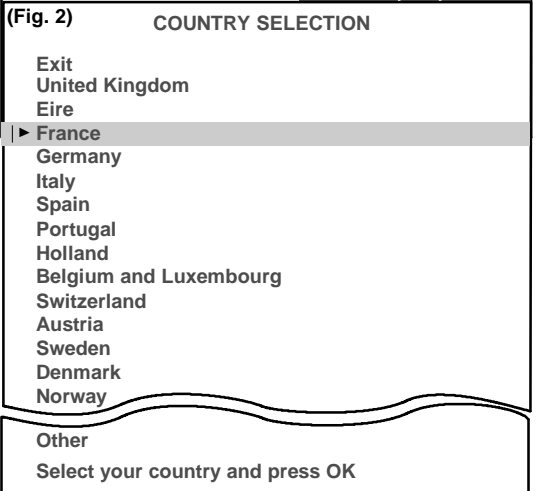 (Fig. 2)
COUNTRY SELECTION
Exit
United Kingdom
Eire
France
Germany
Italy
Spain
Portugal
Holland
Belgium and Luxembourg
Switzerland
Austria
Sweden
Denmark
Norway
Other
Select your country and press OK